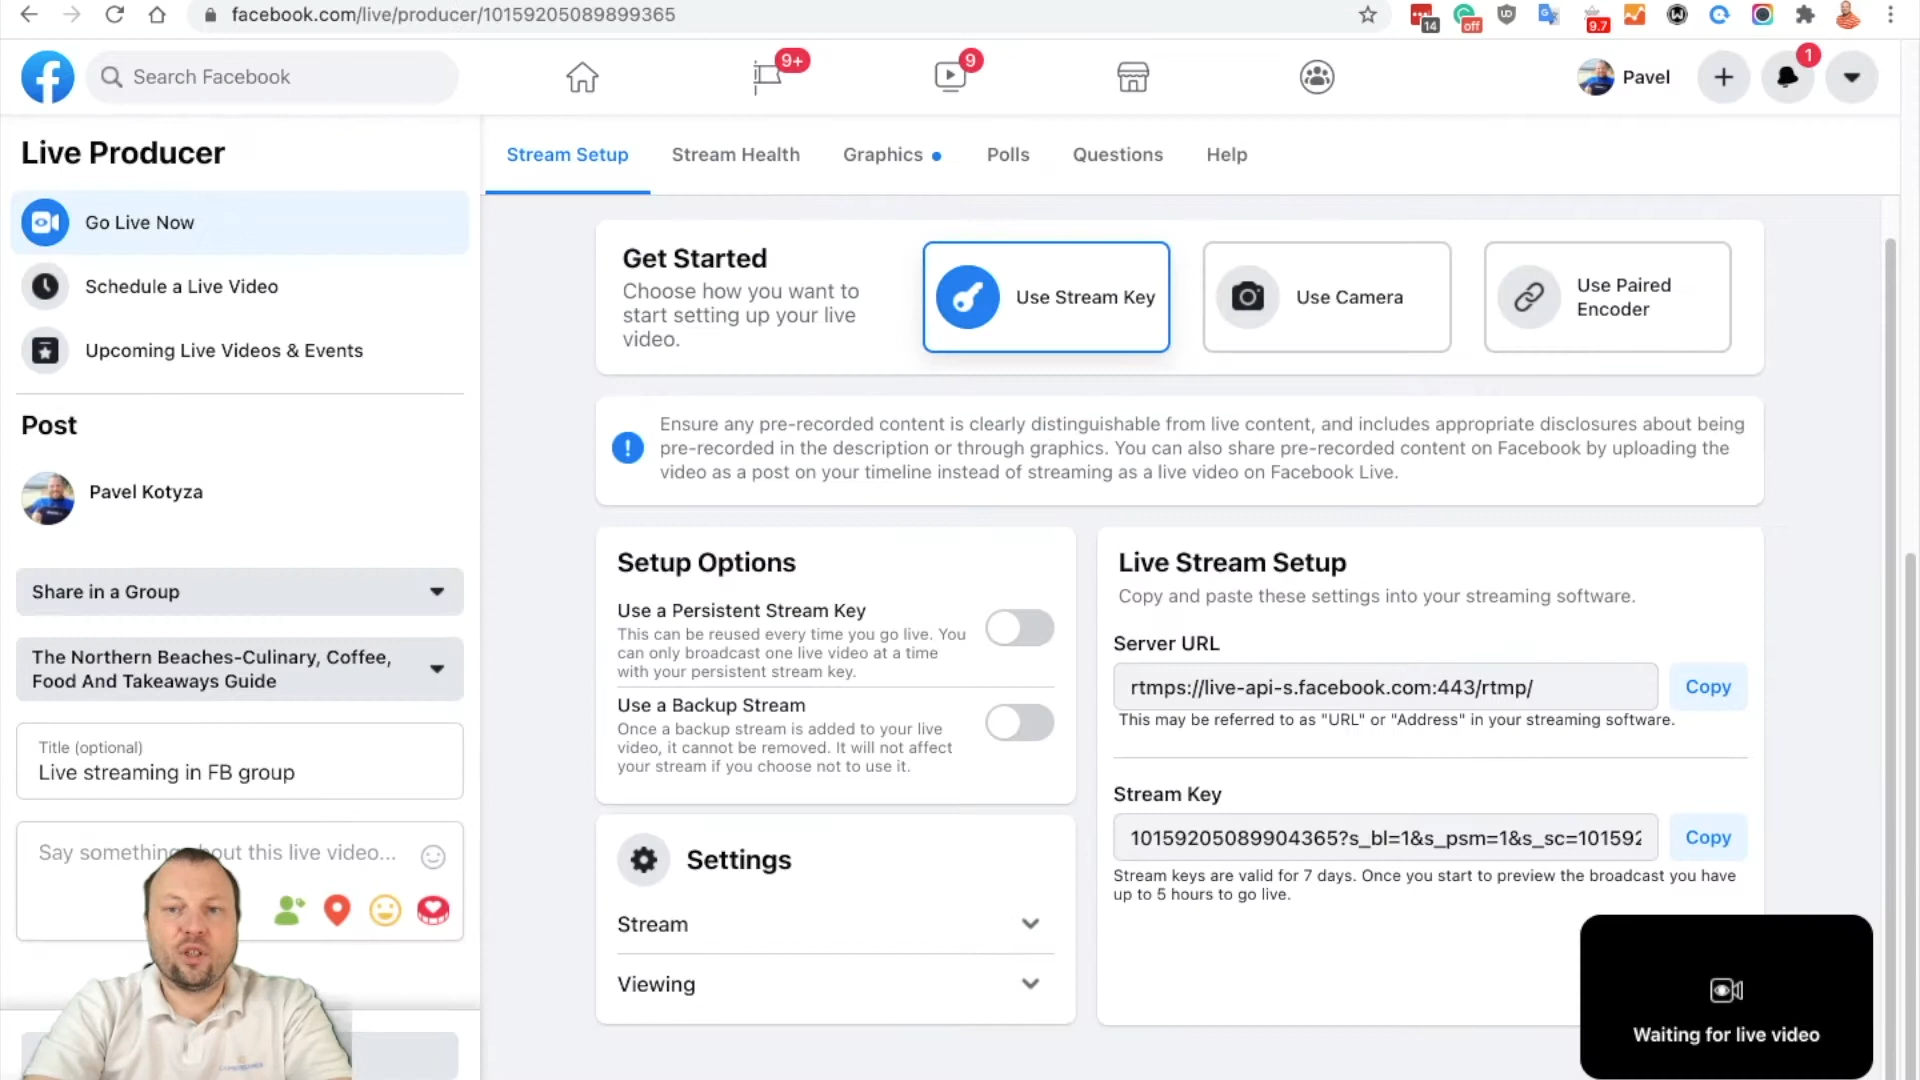 facebook.com/live/producer/10159205089899365
14
off
9.7
Search Facebook
9+
9
Pavel
1
Live Producer
Go Live Now
Schedule a Live Video
Upcoming Live Videos & Events
Post
Pavel Kotyza
Share in a Group
The Northern Beaches-Culinary, Coffee,
Food And Takeaways Guide
Title (optional)
Live streaming in FB group
Say something about this live video...
Stream Setup
Stream Health
Graphics
Polls
Questions
Help
Get Started
Choose how you want to
start setting up your live
video.
Use Stream Key
Use Camera
Use Paired
Encoder
Ensure any pre-recorded content is clearly distinguishable from live content, and includes appropriate disclosures about being
pre-recorded in the description or through graphics. You can also share pre-recorded content on Facebook by uploading the
video as a post on your timeline instead of streaming as a live video on Facebook Live.
Setup Options
Use a Persistent Stream Key
This can be reused every time you go live. You
can only broadcast one live video at a time
with your persistent stream key.
Use a Backup Stream
Once a backup stream is added to your live
video, it cannot be removed. It will not affect
your stream if you choose not to use it.
Settings
Stream
Viewing
Live Stream Setup
Copy and paste these settings into your streaming software.
Server URL
rtmps://live-api-s.facebook.com:443/rtmp/
Copy
This may be referred to as "URL" or "Address" in your streaming software.
Stream Key
10159205089904365?s_bl=1&s_psm=1&s_sc=101592
Copy
Stream keys are valid for 7 days. Once you start to preview the broadcast you have
up to 5 hours to go live.
Waiting for live video